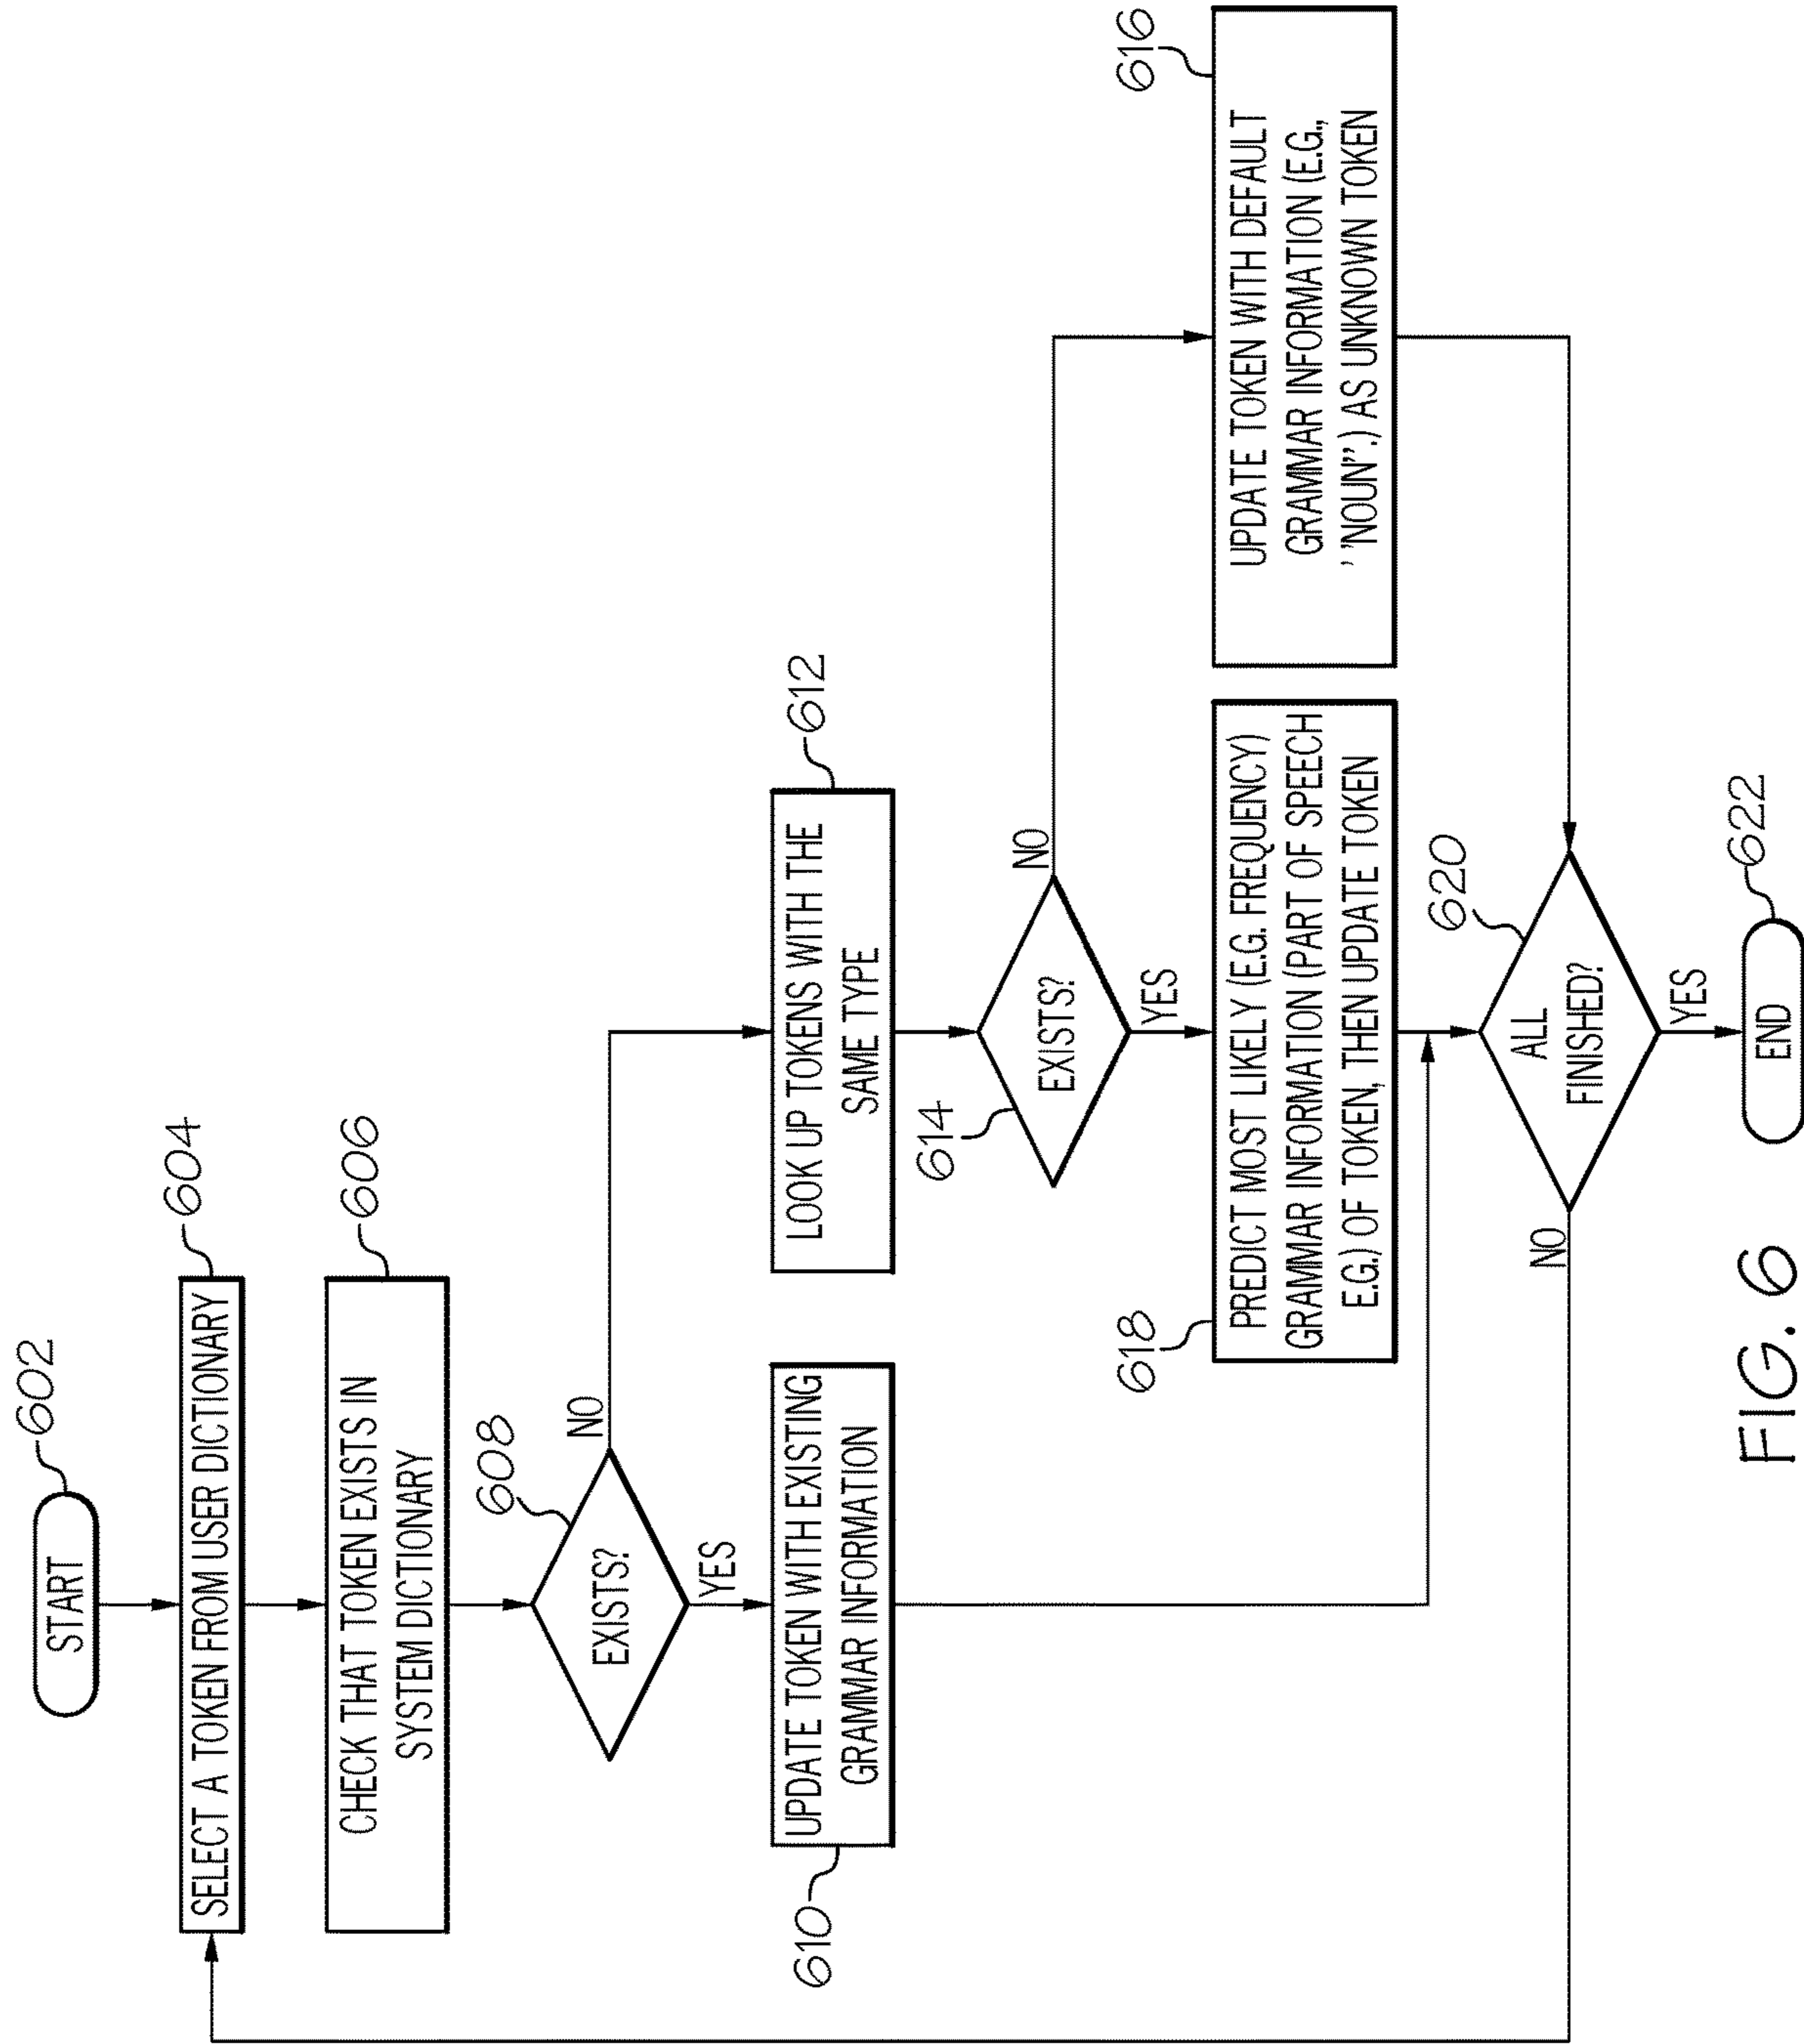 START
602
SELECT A TOKEN FROM USER DICTIONARY
604
CHECK THAT TOKEN EXISTS IN
SYSTEM DICTIONARY
606
EXISTS?
608
NO
YES
UPDATE TOKEN WITH EXISTING
GRAMMAR INFORMATION
610
LOOK UP TOKENS WITH THE
SAME TYPE
612
EXISTS?
614
NO
YES
PREDICT MOST LIKELY (E.G. FREQUENCY)
GRAMMAR INFORMATION (PART OF SPEECH
E.G.) OF TOKEN, THEN UPDATE TOKEN
618
UPDATE TOKEN WITH DEFAULT
GRAMMAR INFORMATION (E.G.,
' "NOUN".) AS UNKNOWN TOKEN
616
ALL
FINISHED?
620
NO
YES
END
622
FIG. 6